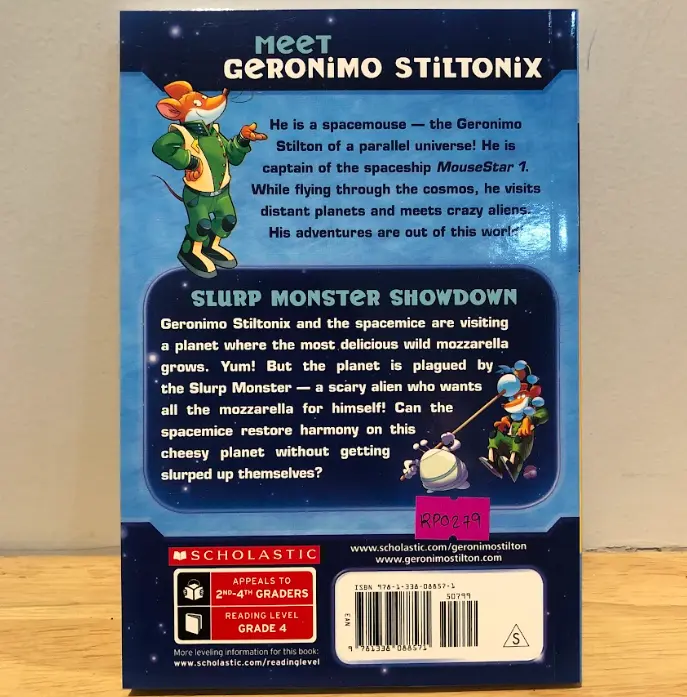 MEET
GERONIMO STILTONIX
He is a spacemouse — the Geronimo
Stilton of a parallel universe! He is
captain of the spaceship MouseStar 1.
While flying through the cosmos, he visits
distant planets and meets crazy aliens.
His adventures are out of this world!
SLURP MONSTER SHOWDOWN
Geronimo Stiltonix and the spacemice are visiting
a planet where the most delicious wild mozzarella
grows. Yum! But the planet is plagued by
the Slurp Monster — a scary alien who wants
all the mozzarella for himself! Can the
spacemice restore harmony on this
cheesy planet without getting
slurped up themselves?
RP0279
SCHOLASTIC
www.scholastic.com/geronimostilton
www.geronimostilton.com
APPEALS TO
2ND-4TH GRADERS
READING LEVEL
GRADE 4
More leveling information for this book:
www.scholastic.com/readinglevel
ISBN 978-1-338-08857-1
50799
EAN
9 781338 088571
S